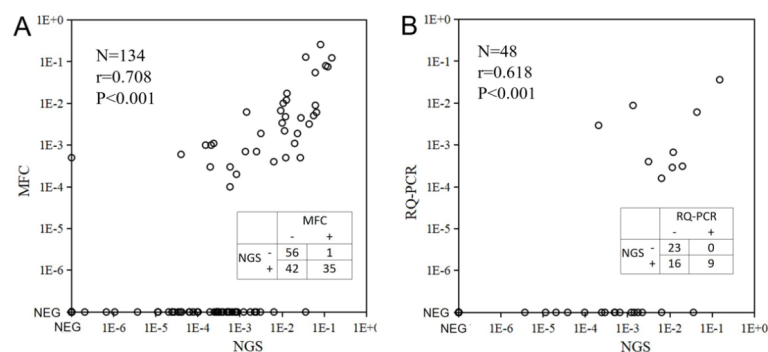 A
1E+0
1E-1
1E-2
1E-3
1E-4
1E-5
1E-6
NEG
MFC
N=134
r=0.708
P<0.001
MFC
- +
NGS - 56 1
+ 42 35
NEG 1E-6 1E-5 1E-4 1E-3 1E-2 1E-1 1E+0
NGS
B
1E+0
1E-1
1E-2
1E-3
1E-4
1E-5
1E-6
NEG
RQ-PCR
N=48
r=0.618
P<0.001
RQ-PCR
- +
NGS - 23 0
+ 16 9
NEG 1E-6 1E-5 1E-4 1E-3 1E-2 1E-1 1E+0
NGS